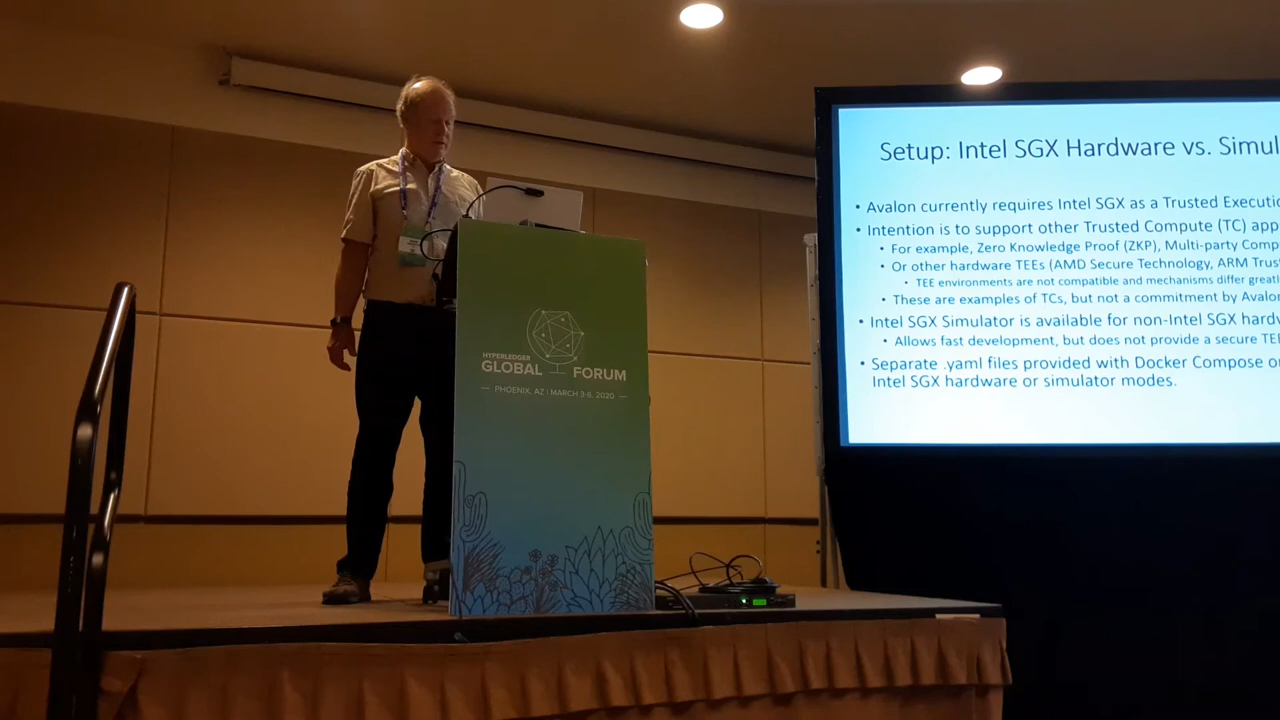 Setup: Intel SGX Hardware vs. Simul
• Avalon currently requires Intel SGX as a Trusted Executi
• Intention is to support other Trusted Compute (TC) app
• For example, Zero Knowledge Proof (ZKP), Multi-party Comp
• Or other hardware TEEs (AMD Secure Technology, ARM Trus
• TEE environments are not compatible and mechanisms differ greatl
• These are examples of TCs, but not a commitment by Avalon
• Intel SGX Simulator is available for non-Intel SGX hardw
• Allows fast development, but does not provide a secure TEE
• Separate .yaml files provided with Docker Compose or
Intel SGX hardware or simulator modes.
HYPERLEDGER
GLOBAL FORUM
— PHOENIX, AZ | MARCH 3-6, 2020 —